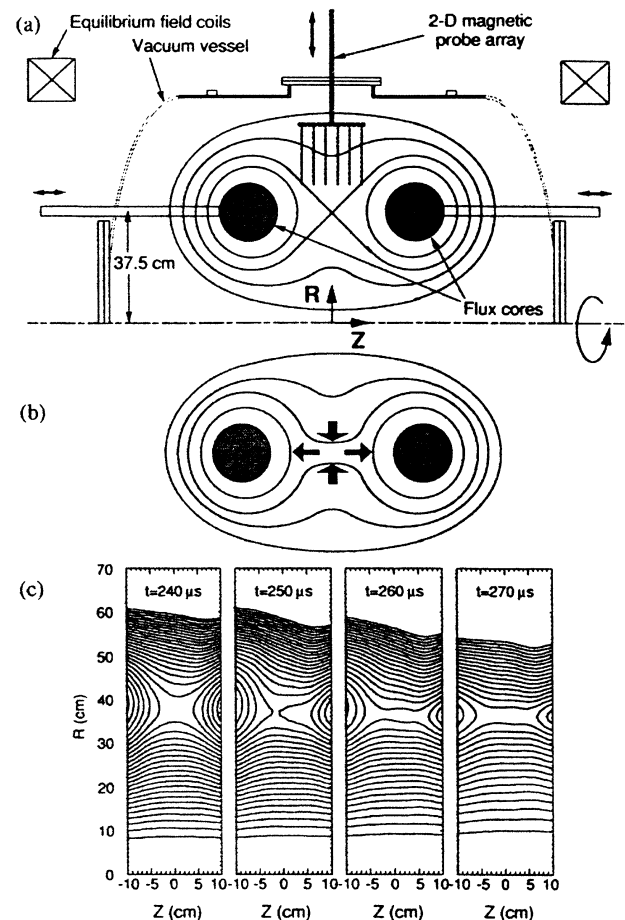 (a)
Equilibrium field coils
Vacuum vessel
2-D magnetic
probe array
37.5 cm
R
Z
Flux cores
(b)
(c)
70
60
50
40
30
20
10
0
R (cm)
t=240 µs
t=250 µs
t=260 µs
t=270 µs
-10 -5 0 5 10
-10 -5 0 5 10
-10 -5 0 5 10
-10 -5 0 5 10
Z (cm)
Z (cm)
Z (cm)
Z (cm)